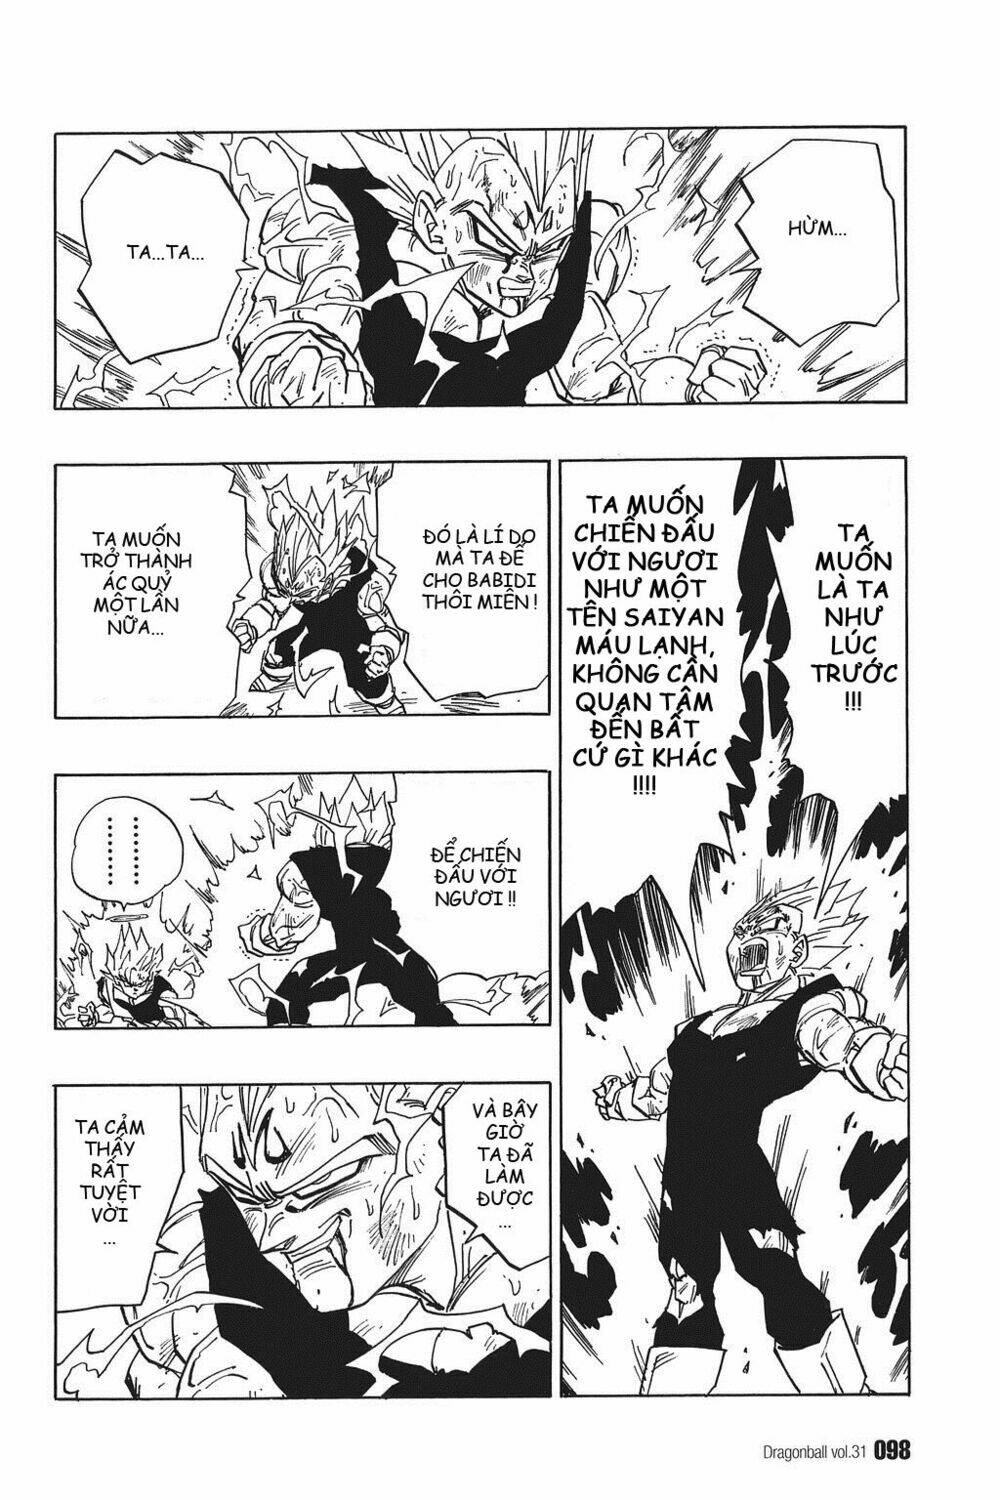 HỪM...
TA...TA...
TA
MUỐN
LÀ TA
NHƯ
LÚC
TRƯỚC
!!!
TA MUỐN
CHIẾN ĐẤU
VỚI NGƯƠI
NHƯ MỘT
TÊN SAIYAN
MÁU LẠNH,
KHÔNG CẦN
QUAN TÂM
ĐẾN BẤT
CỨ GÌ KHÁC
!!!!
ĐÓ LÀ LÍ DO
MÀ TA ĐỂ
CHO BABIDI
THÔI MIÊN !
TA MUỐN
TRỞ THÀNH
ÁC QUỶ
MỘT LẦN
NỮA...
ĐỂ CHIẾN
ĐẤU VỚI
NGƯƠI !!
VÀ BÂY
GIỜ
TA ĐÃ
LÀM
ĐƯỢC
...
TA CẢM
THẤY
RẤT
TUYỆT
VỜI
...
Dragonball vol.31 098